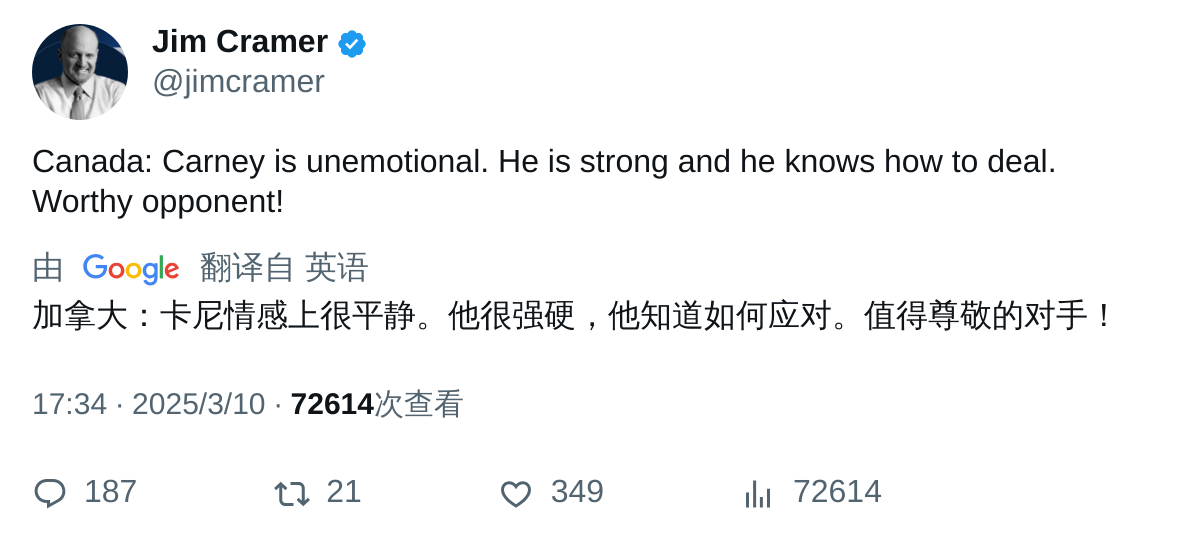 Jim Cramer
@jimcramer
Canada: Carney is unemotional. He is strong and he knows how to deal.
Worthy opponent!
由 Google 翻译自 英语
加拿大：卡尼情感上很平静。他很强硬，他知道如何应对。值得尊敬的对手！
17:34 · 2025/3/10 · 72614次查看
187 21 349 72614